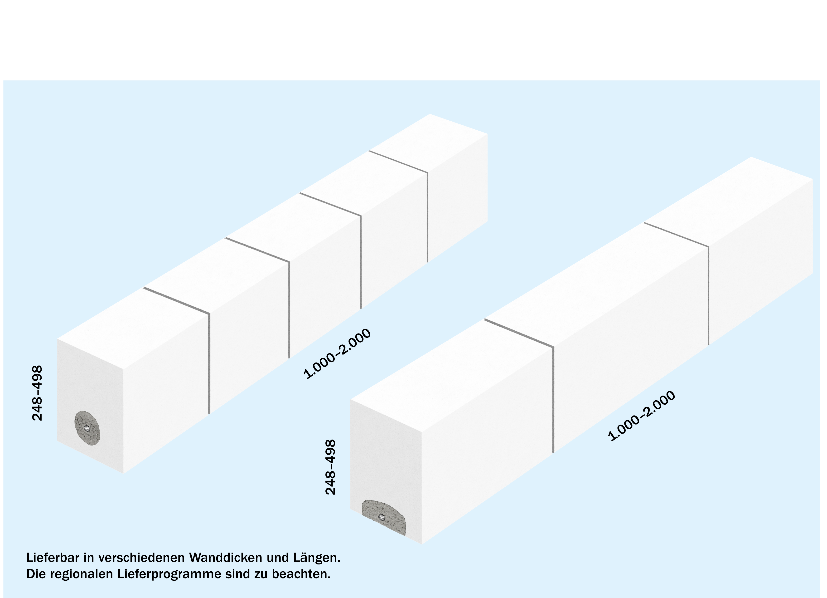 248–498
1.000–2.000
248–498
1.000–2.000
Lieferbar in verschiedenen Wanddicken und Längen.
Die regionalen Lieferprogramme sind zu beachten.